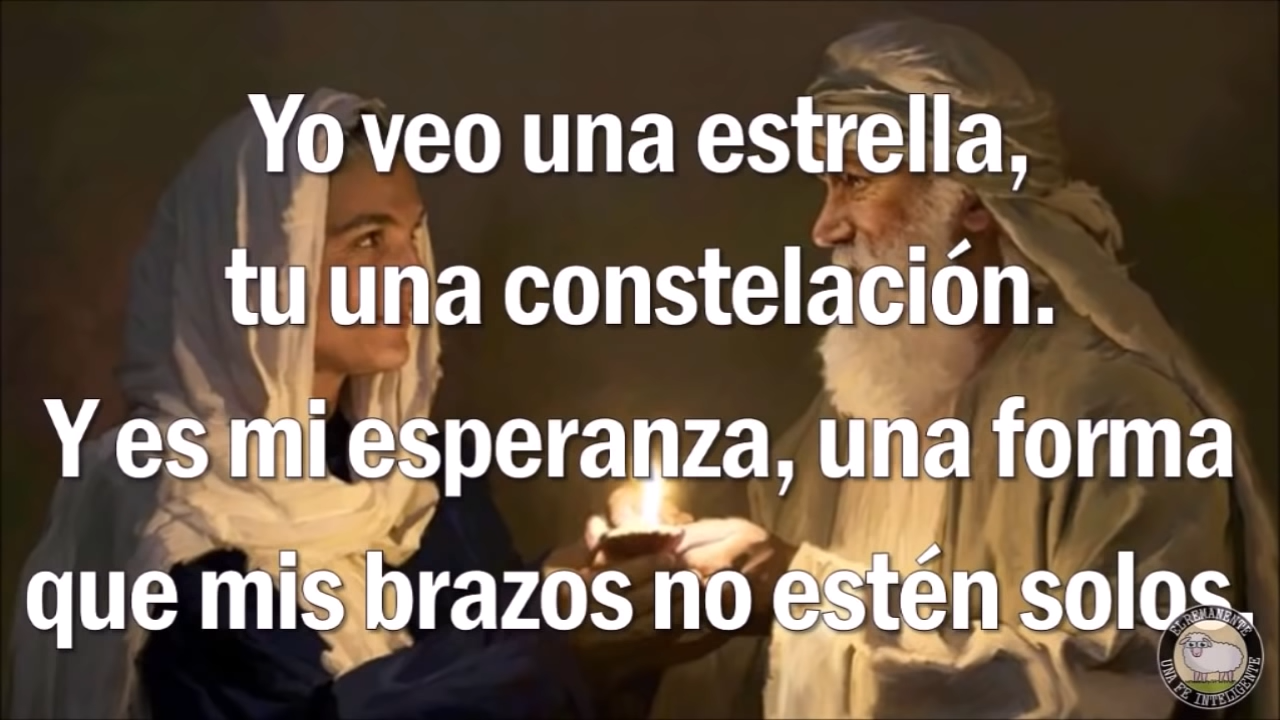 Yo veo una estrella,
tu una constelación.
Y es mi esperanza, una forma
que mis brazos no estén solos.
EL REMANENTE
UNA FE INTELIGENTE